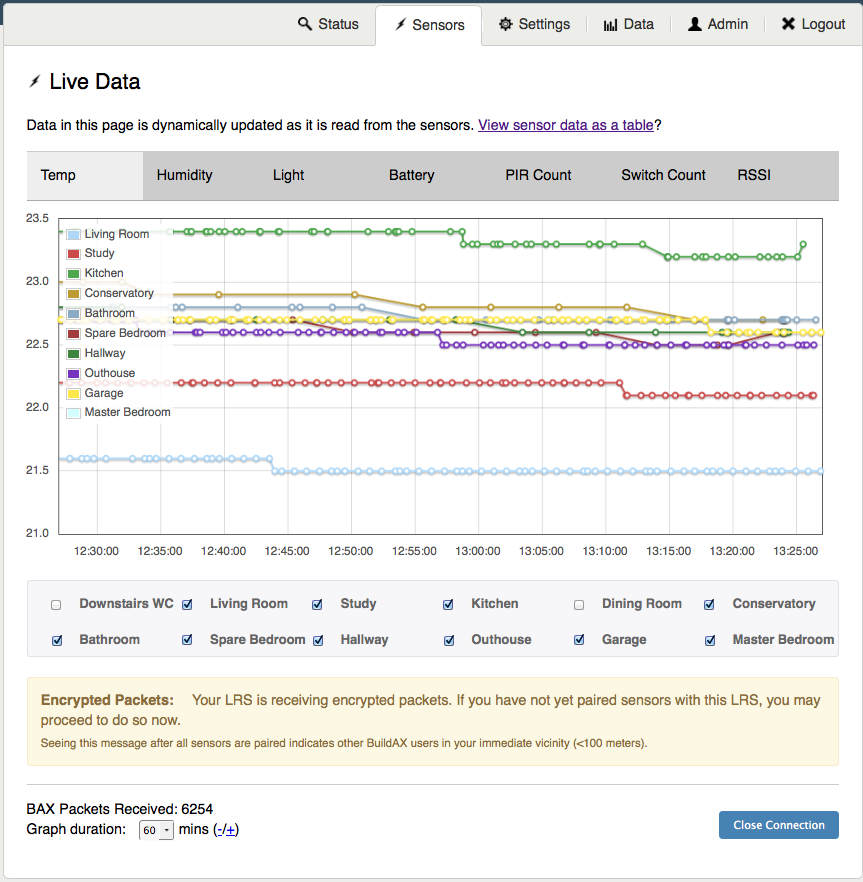 Status Sensors Settings Data Admin Logout
Live Data
Data in this page is dynamically updated as it is read from the sensors. View sensor data as a table?
Temp Humidity Light Battery PIR Count Switch Count RSSI
23.5
23.0
22.5
22.0
21.5
21.0
Living Room
Study
Kitchen
Conservatory
Bathroom
Spare Bedroom
Hallway
Outhouse
Garage
Master Bedroom
12:30:00 12:35:00 12:40:00 12:45:00 12:50:00 12:55:00 13:00:00 13:05:00 13:10:00 13:15:00 13:20:00 13:25:00
Downstairs WC Living Room Study Kitchen Dining Room Conservatory
Bathroom Spare Bedroom Hallway Outhouse Garage Master Bedroom
Encrypted Packets: Your LRS is receiving encrypted packets. If you have not yet paired sensors with this LRS, you may
proceed to do so now.
Seeing this message after all sensors are paired indicates other BuildAX users in your immediate vicinity (<100 meters).
BAX Packets Received: 6254
Graph duration: 60 mins (-/+)
Close Connection